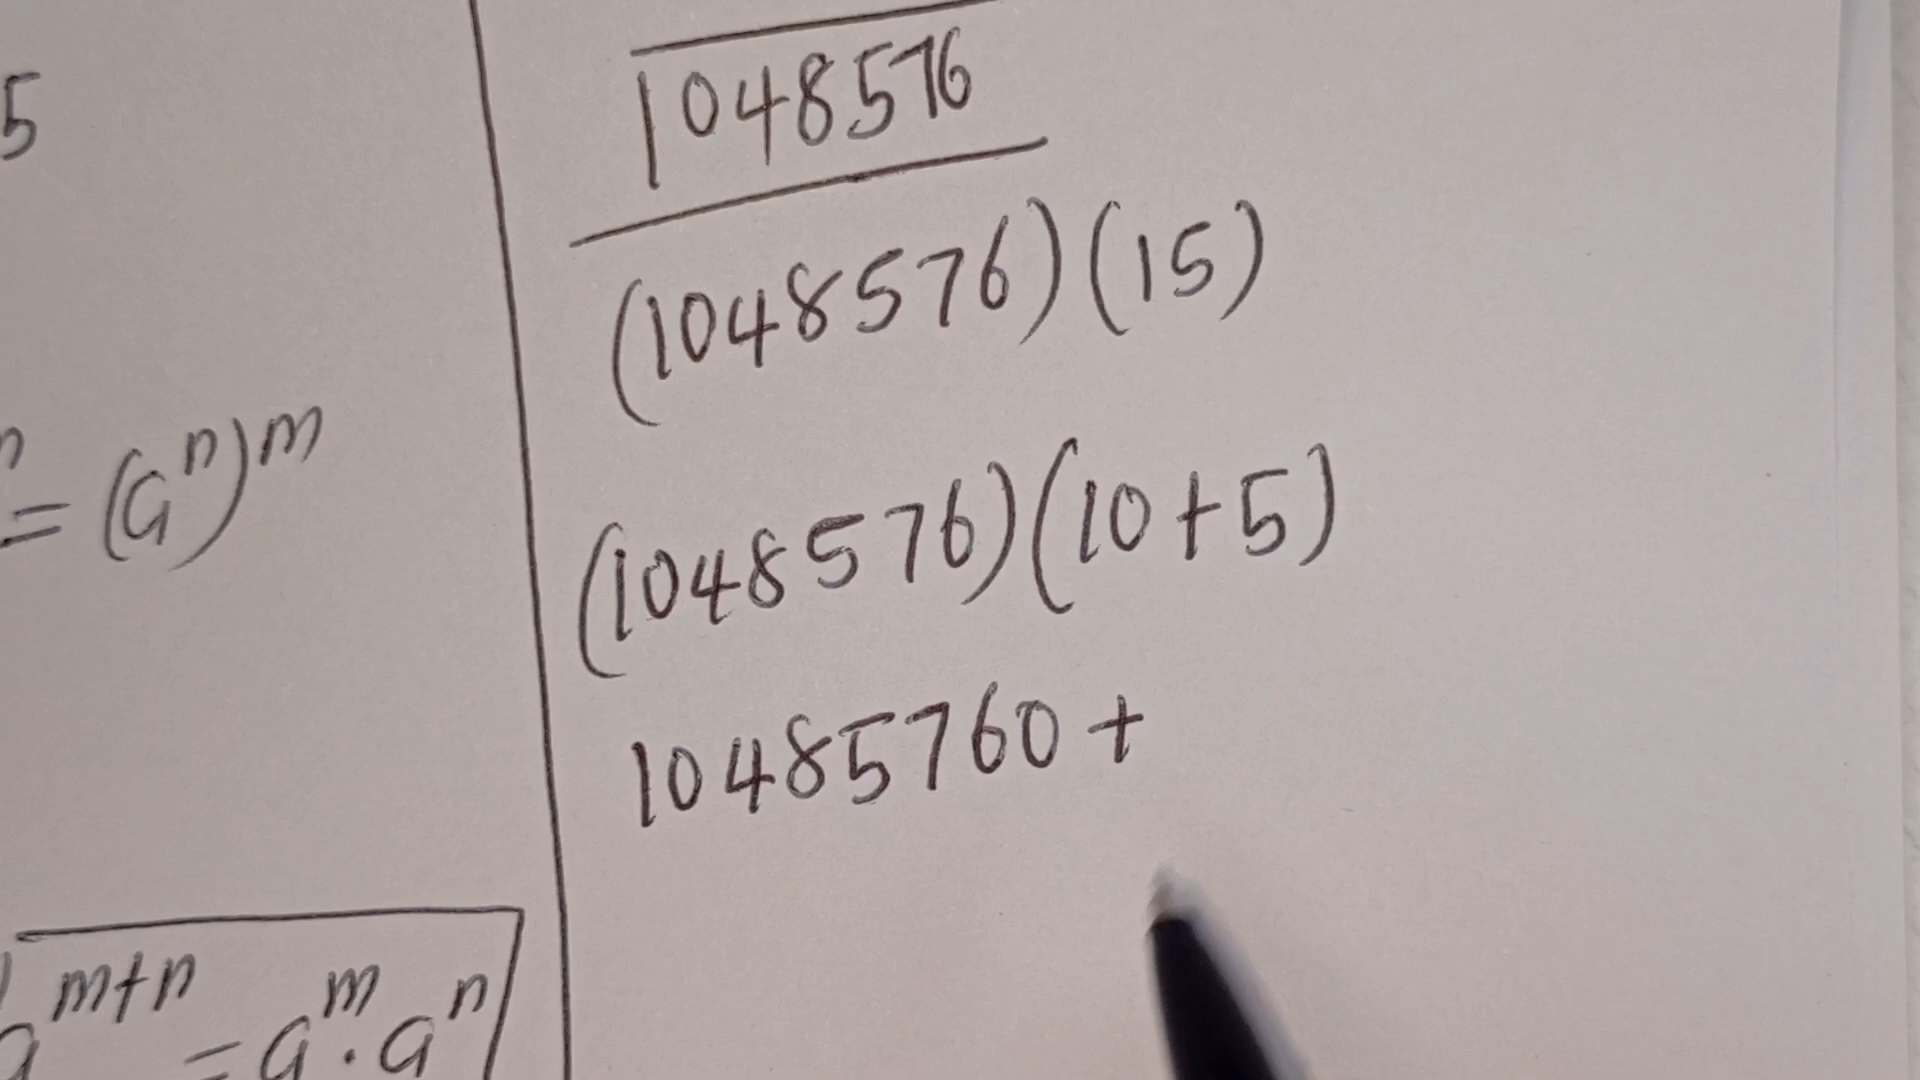 5
= (a^n)^m
a^{m+n} = a^m · a^n
1048576
(1048576)(15)
(1048576)(10+5)
10485760 +